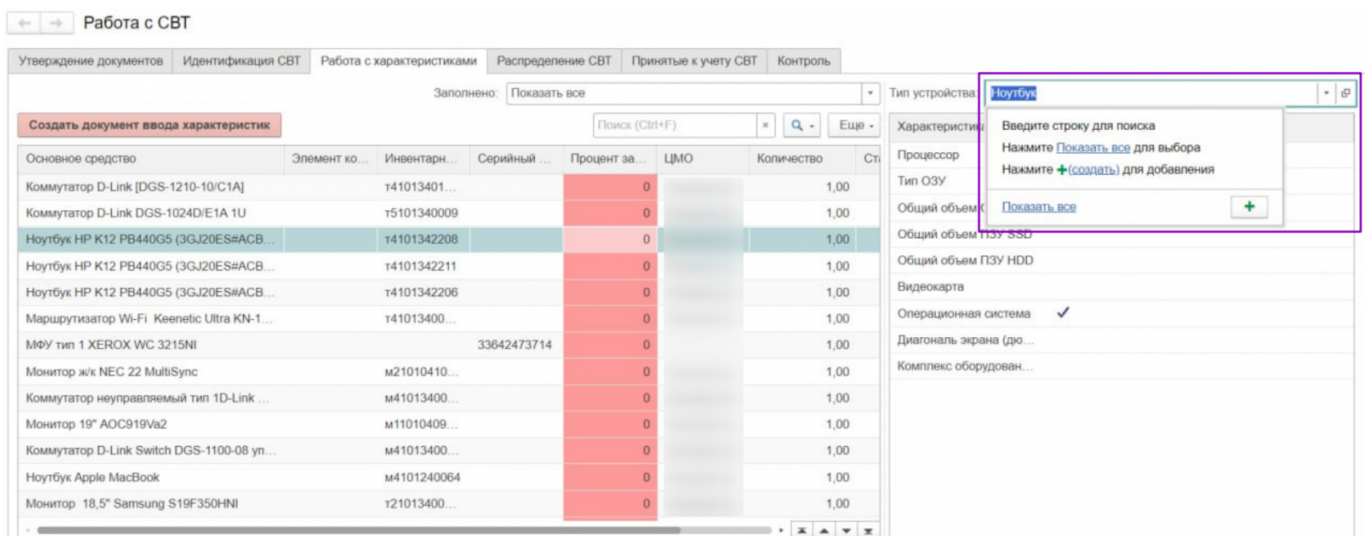 Работа с СВТ
Утверждение документов Идентификация СВТ Работа с характеристиками Распределение СВТ Принятые к учету СВТ Контроль
Заполнено: Показать все
Тип устройства: Ноутбук
Создать документ ввода характеристик Поиск (Ctrl+F) × Еще
Введите строку для поиска
Нажмите Показать все для выбора
Нажмите +(создать) для добавления
Показать все +
Основное средство Элемент ко... Инвентарн... Серийный ... Процент за... ЦМО Количество
Коммутатор D-Link [DGS-1210-10/C1A] т41013401... 0 1,00
Коммутатор D-Link DGS-1024D/E1A 1U т5101340009 0 1,00
Ноутбук HP K12 PB440G5 (3GJ20ES#ACB... т4101342208 0 1,00
Ноутбук HP K12 PB440G5 (3GJ20ES#ACB... т4101342211 0 1,00
Ноутбук HP K12 PB440G5 (3GJ20ES#ACB... т4101342206 0 1,00
Маршрутизатор Wi-Fi Keenetic Ultra KN-1... т41013400... 0 1,00
МФУ тип 1 XEROX WC 3215NI 33642473714 0 1,00
Монитор ж/к NEC 22 MultiSync м21010410... 0 1,00
Коммутатор неуправляемый тип 1D-Link ... м41013400... 0 1,00
Монитор 19" AOC919Va2 м11010409... 0 1,00
Коммутатор D-Link Switch DGS-1100-08 уп... м41013400... 0 1,00
Ноутбук Apple MacBook м4101240064 0 1,00
Монитор 18,5" Samsung S19F350HNI т21013400... 0 1,00
Характеристика
Процессор
Тип ОЗУ
Общий объем
Общий объем ПЗУ SSD
Общий объем ПЗУ HDD
Видеокарта
Операционная система ✓
Диагональ экрана (дю...
Комплекс оборудован...